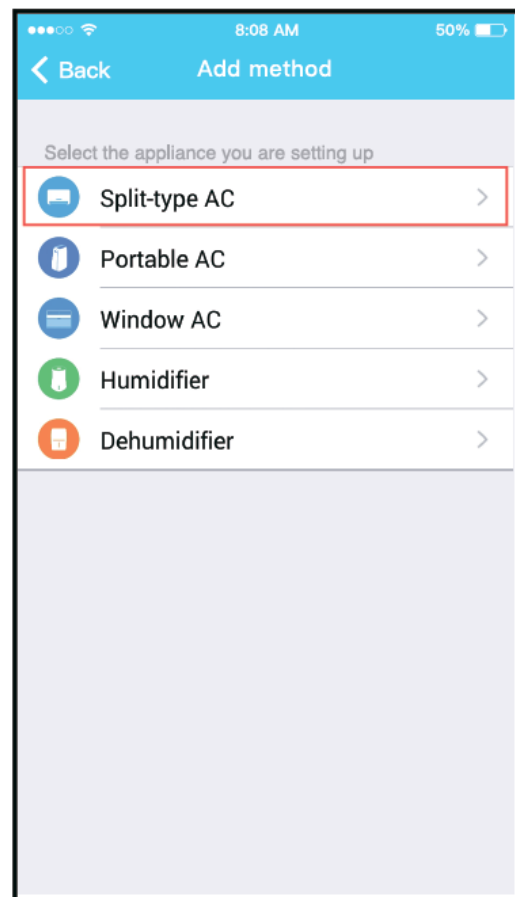 8:08 AM 50%
Back Add method
Select the appliance you are setting up
Split-type AC
Portable AC
Window AC
Humidifier
Dehumidifier